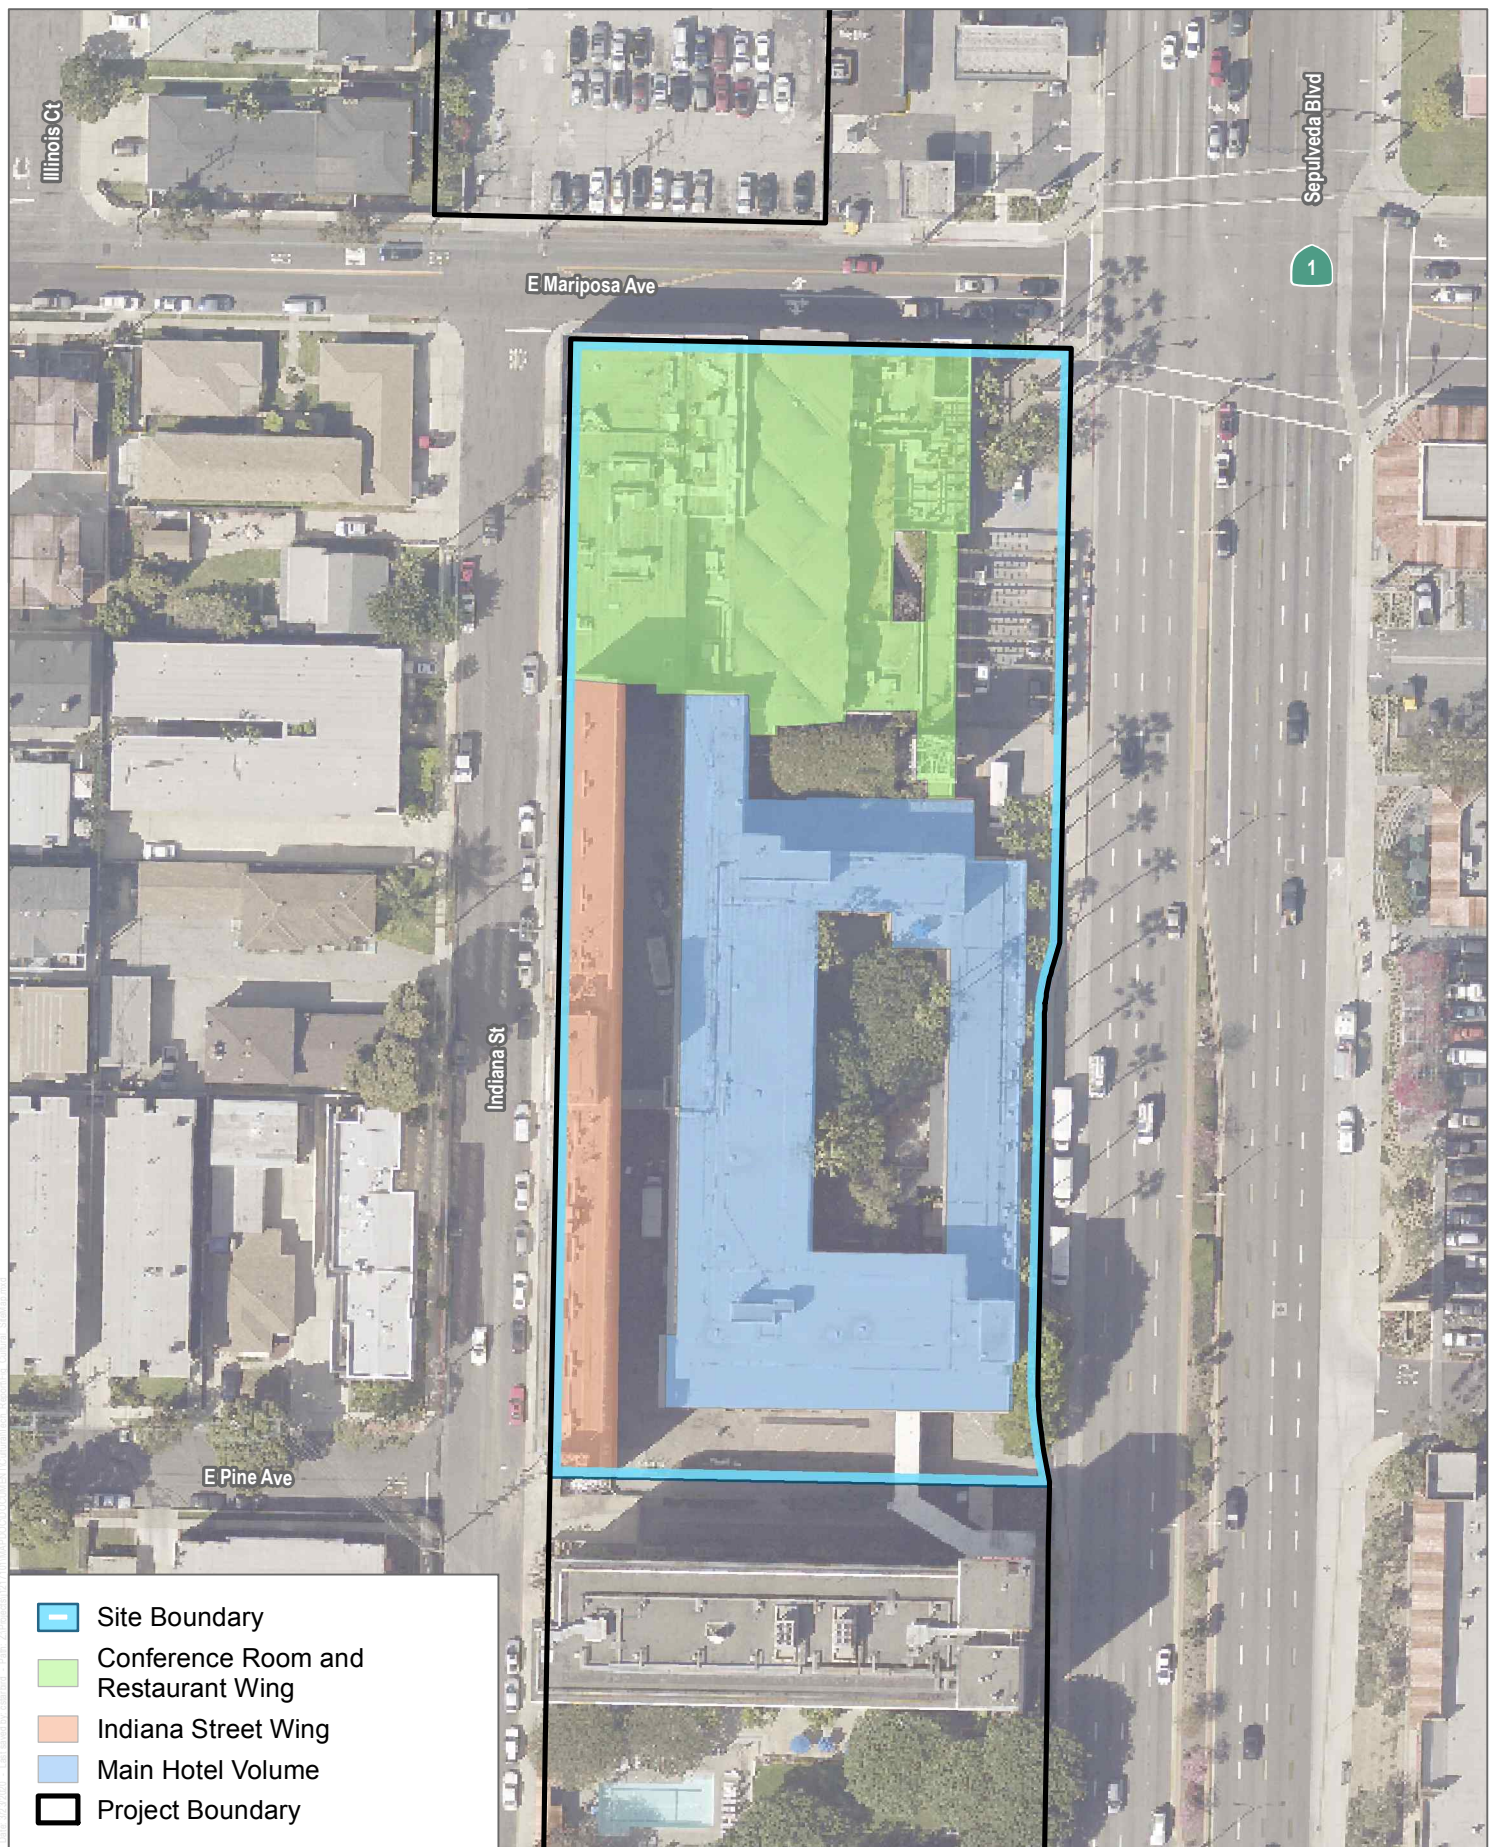 Illinois Ct
Sepulveda Blvd
1
E Mariposa Ave
Indiana St
E Pine Ave
Site Boundary
Conference Room and
Restaurant Wing
Indiana Street Wing
Main Hotel Volume
Project Boundary